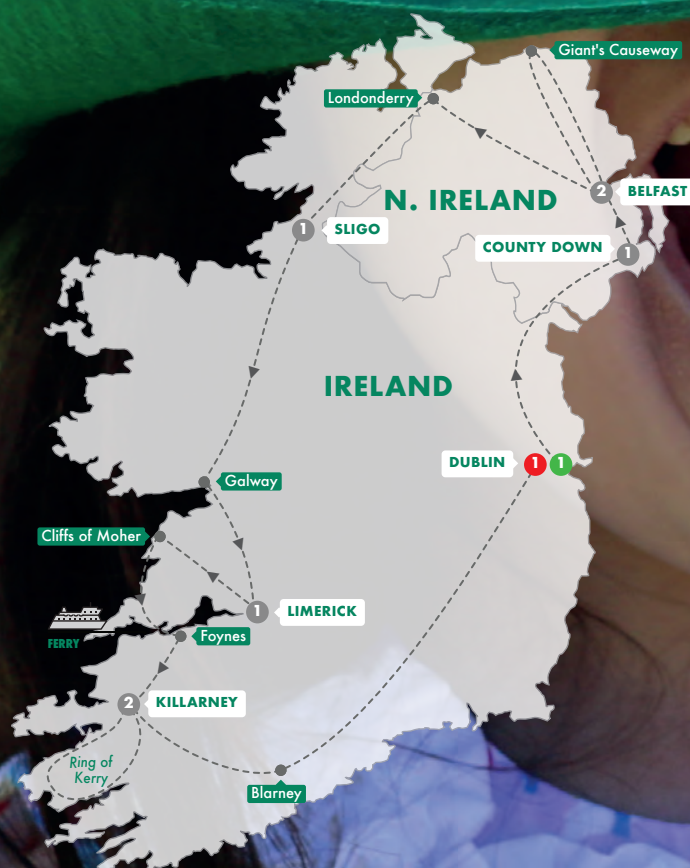 Giant's Causeway
Londonderry
2 BELFAST
N. IRELAND
1 SLIGO
COUNTY DOWN 1
IRELAND
DUBLIN 1 1
Galway
Cliffs of Moher
1 LIMERICK
Foynes
FERRY
2 KILLARNEY
Ring of
Kerry
Blarney